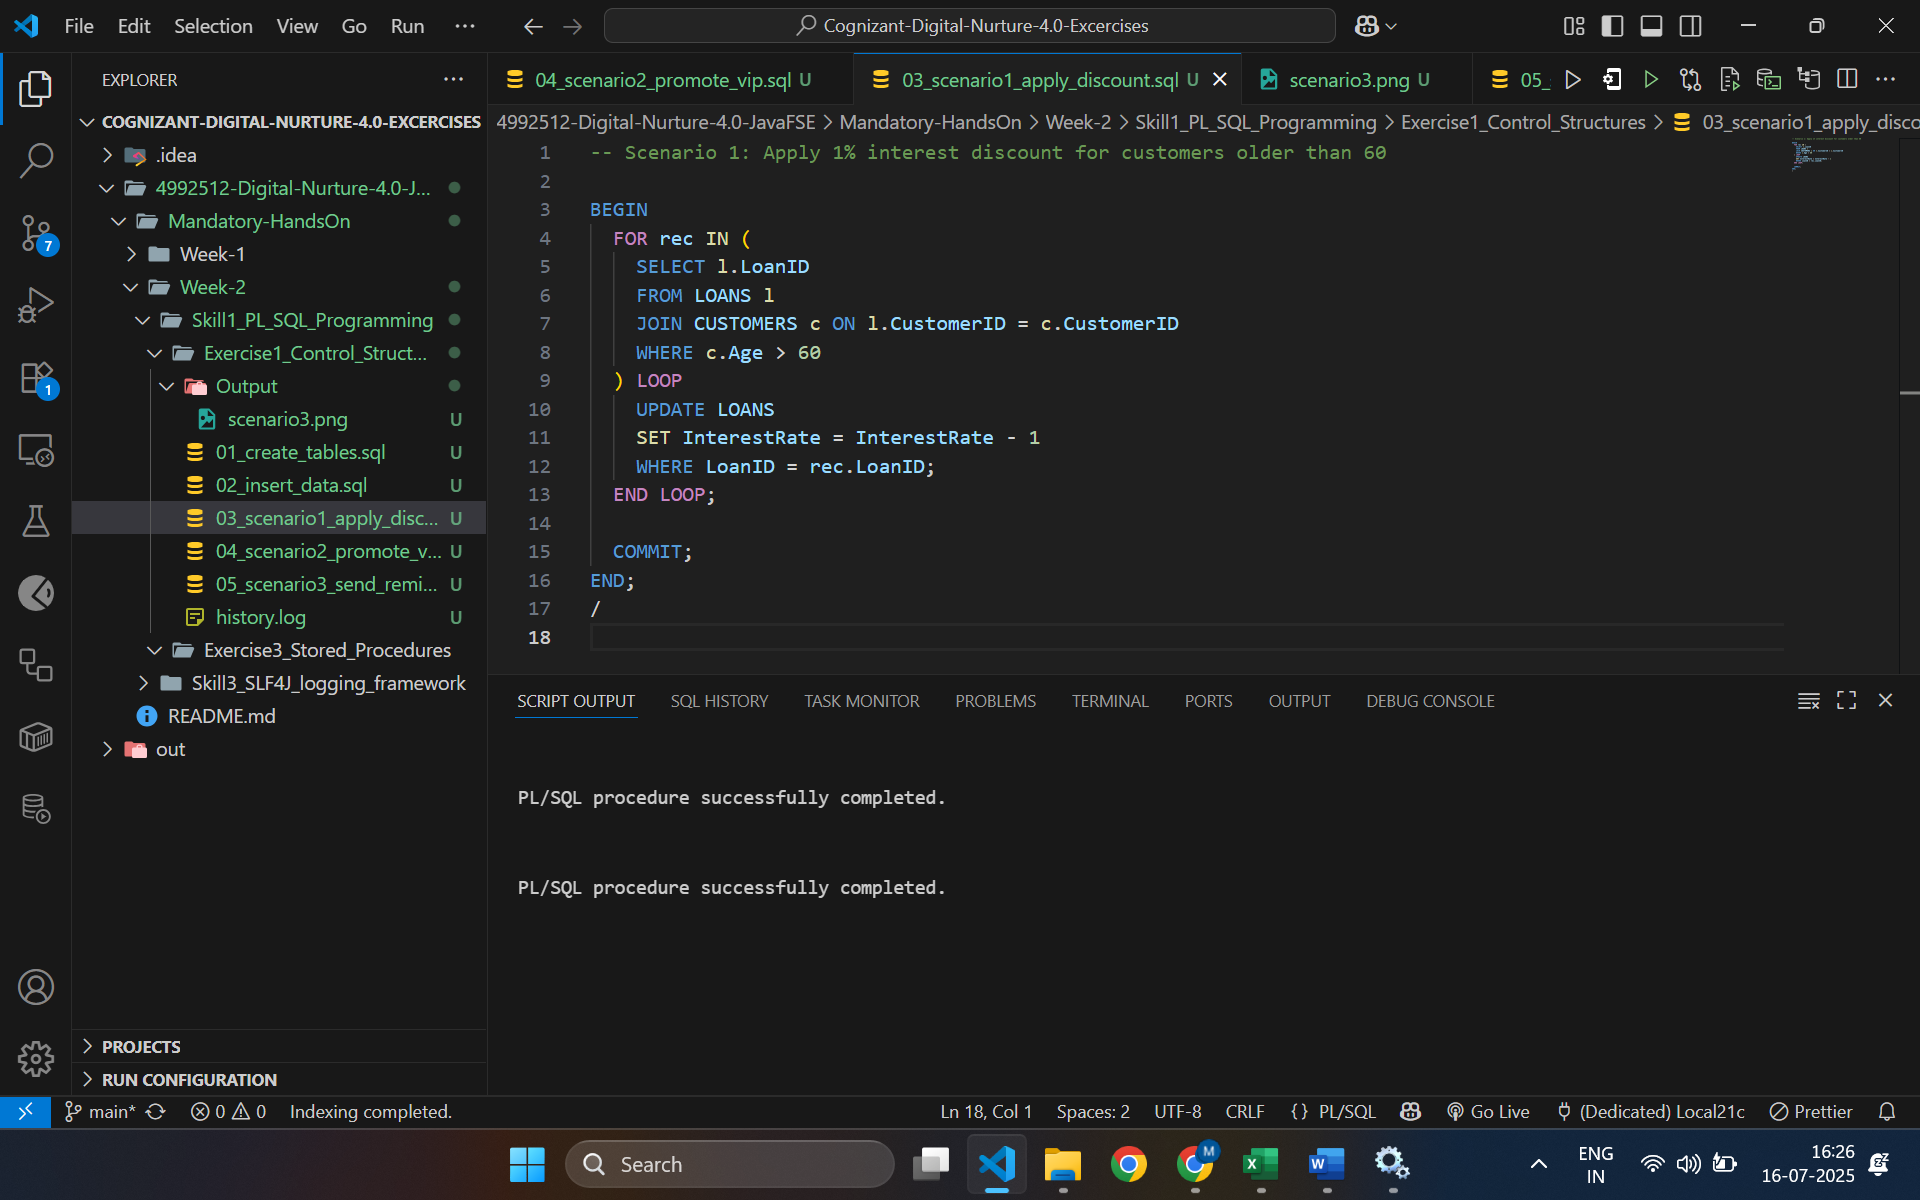 File Edit Selection View Go Run ···
Cognizant-Digital-Nurture-4.0-Excercises
EXPLORER
COGNIZANT-DIGITAL-NURTURE-4.0-EXCERCISES
.idea
4992512-Digital-Nurture-4.0-J...
Mandatory-HandsOn
Week-1
Week-2
Skill1_PL_SQL_Programming
Exercise1_Control_Struct...
Output
scenario3.png U
01_create_tables.sql U
02_insert_data.sql U
03_scenario1_apply_disc... U
04_scenario2_promote_v... U
05_scenario3_send_remi... U
history.log U
Exercise3_Stored_Procedures
Skill3_SLF4J_logging_framework
README.md
out
PROJECTS
RUN CONFIGURATION
7
1
04_scenario2_promote_vip.sql U
03_scenario1_apply_discount.sql U
scenario3.png U
05_
4992512-Digital-Nurture-4.0-JavaFSE > Mandatory-HandsOn > Week-2 > Skill1_PL_SQL_Programming > Exercise1_Control_Structures > 03_scenario1_apply_disco
1 -- Scenario 1: Apply 1% interest discount for customers older than 60
2
3 BEGIN
4 FOR rec IN (
5 SELECT l.LoanID
6 FROM LOANS l
7 JOIN CUSTOMERS c ON l.CustomerID = c.CustomerID
8 WHERE c.Age > 60
9 ) LOOP
10 UPDATE LOANS
11 SET InterestRate = InterestRate - 1
12 WHERE LoanID = rec.LoanID;
13 END LOOP;
14
15 COMMIT;
16 END;
17 /
18
SCRIPT OUTPUT SQL HISTORY TASK MONITOR PROBLEMS TERMINAL PORTS OUTPUT DEBUG CONSOLE
PL/SQL procedure successfully completed.
PL/SQL procedure successfully completed.
main* 0 0 Indexing completed. Ln 18, Col 1 Spaces: 2 UTF-8 CRLF {} PL/SQL Go Live (Dedicated) Local21c Prettier
Search
M
ENG
IN
16:26
16-07-2025